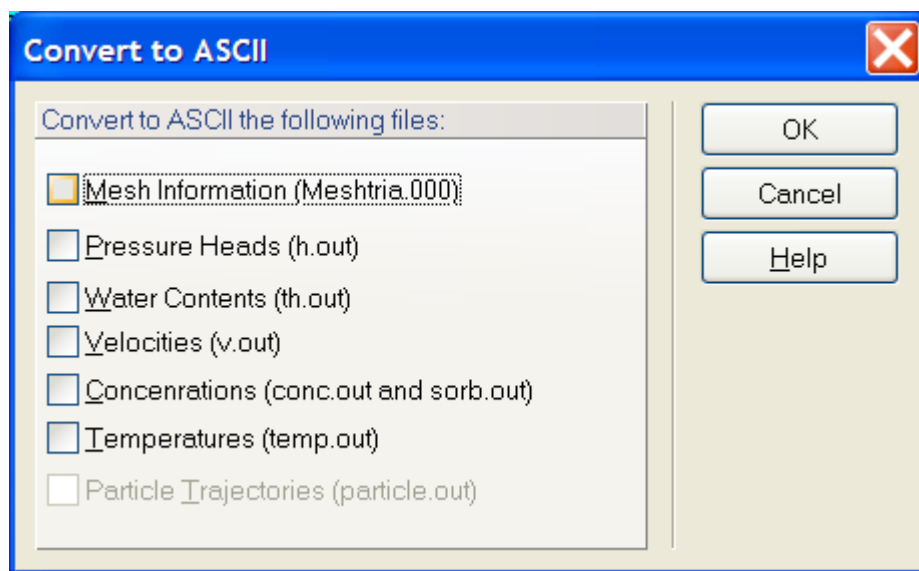 Convert to ASCII
Convert to ASCII the following files:
Mesh Information (Meshtria.000)
Pressure Heads (h.out)
Water Contents (th.out)
Velocities (v.out)
Concenrations (conc.out and sorb.out)
Temperatures (temp.out)
Particle Trajectories (particle.out)
OK
Cancel
Help